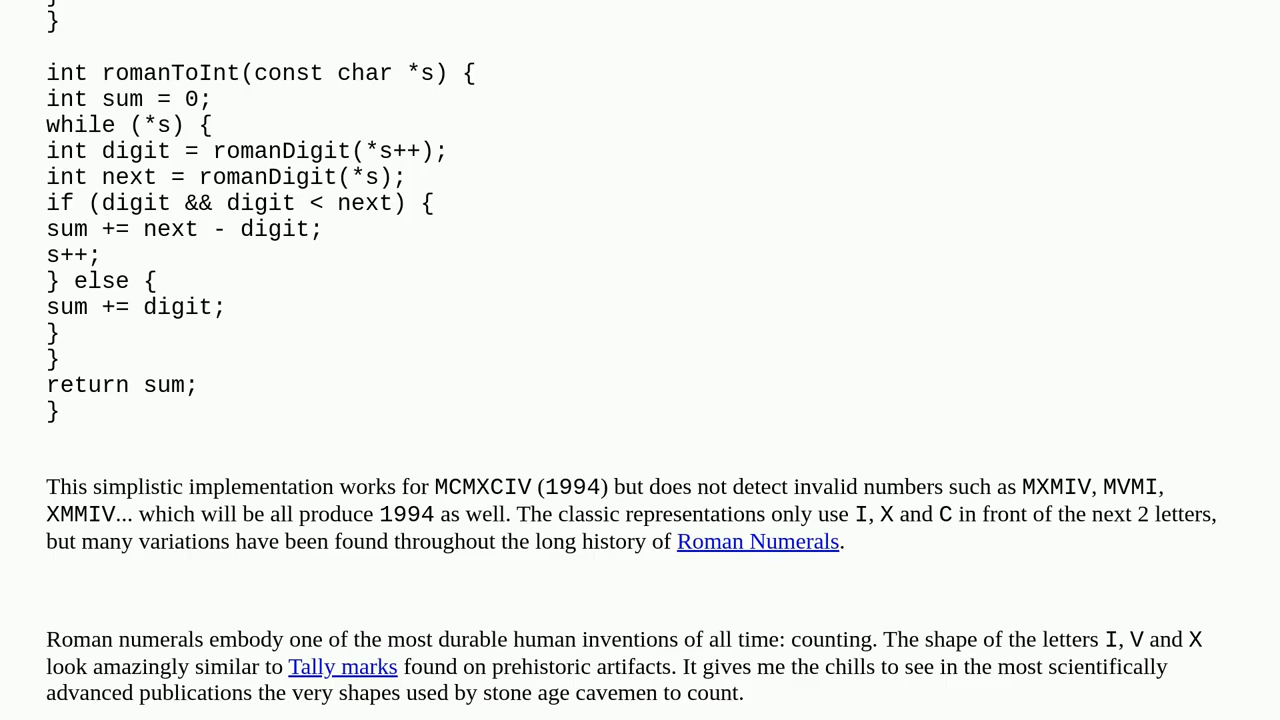 }
int romanToInt(const char *s) {
int sum = 0;
while (*s) {
int digit = romanDigit(*s++);
int next = romanDigit(*s);
if (digit && digit < next) {
sum += next - digit;
s++;
} else {
sum += digit;
}
}
return sum;
}
This simplistic implementation works for MCMXCIV (1994) but does not detect invalid numbers such as MXMIV, MVMI,
XMMIV... which will be all produce 1994 as well. The classic representations only use I, X and C in front of the next 2 letters,
but many variations have been found throughout the long history of Roman Numerals.
Roman numerals embody one of the most durable human inventions of all time: counting. The shape of the letters I, V and X
look amazingly similar to Tally marks found on prehistoric artifacts. It gives me the chills to see in the most scientifically
advanced publications the very shapes used by stone age cavemen to count.